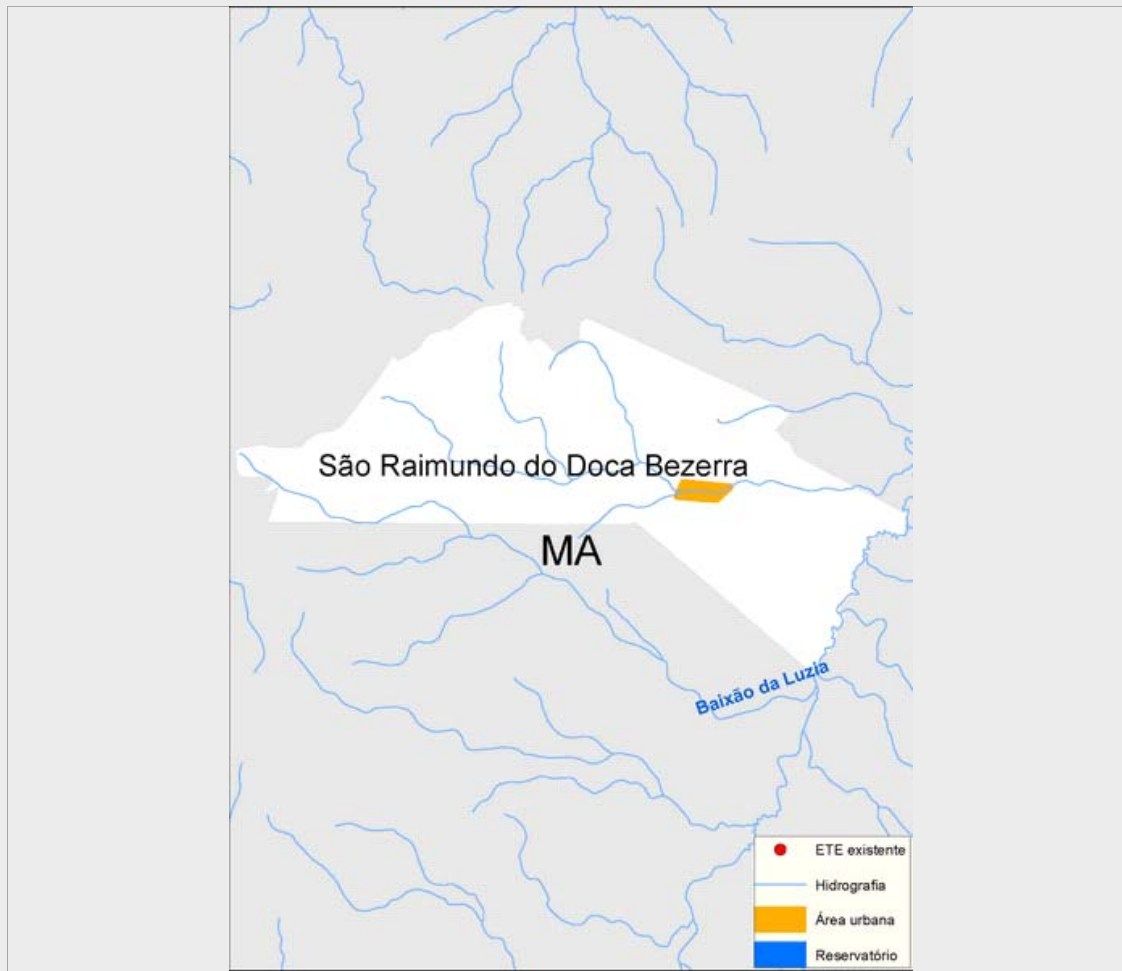 São Raimundo do Doca Bezerra
MA
Baixão da Luzia
ETE existente
Hidrografia
Área urbana
Reservatório